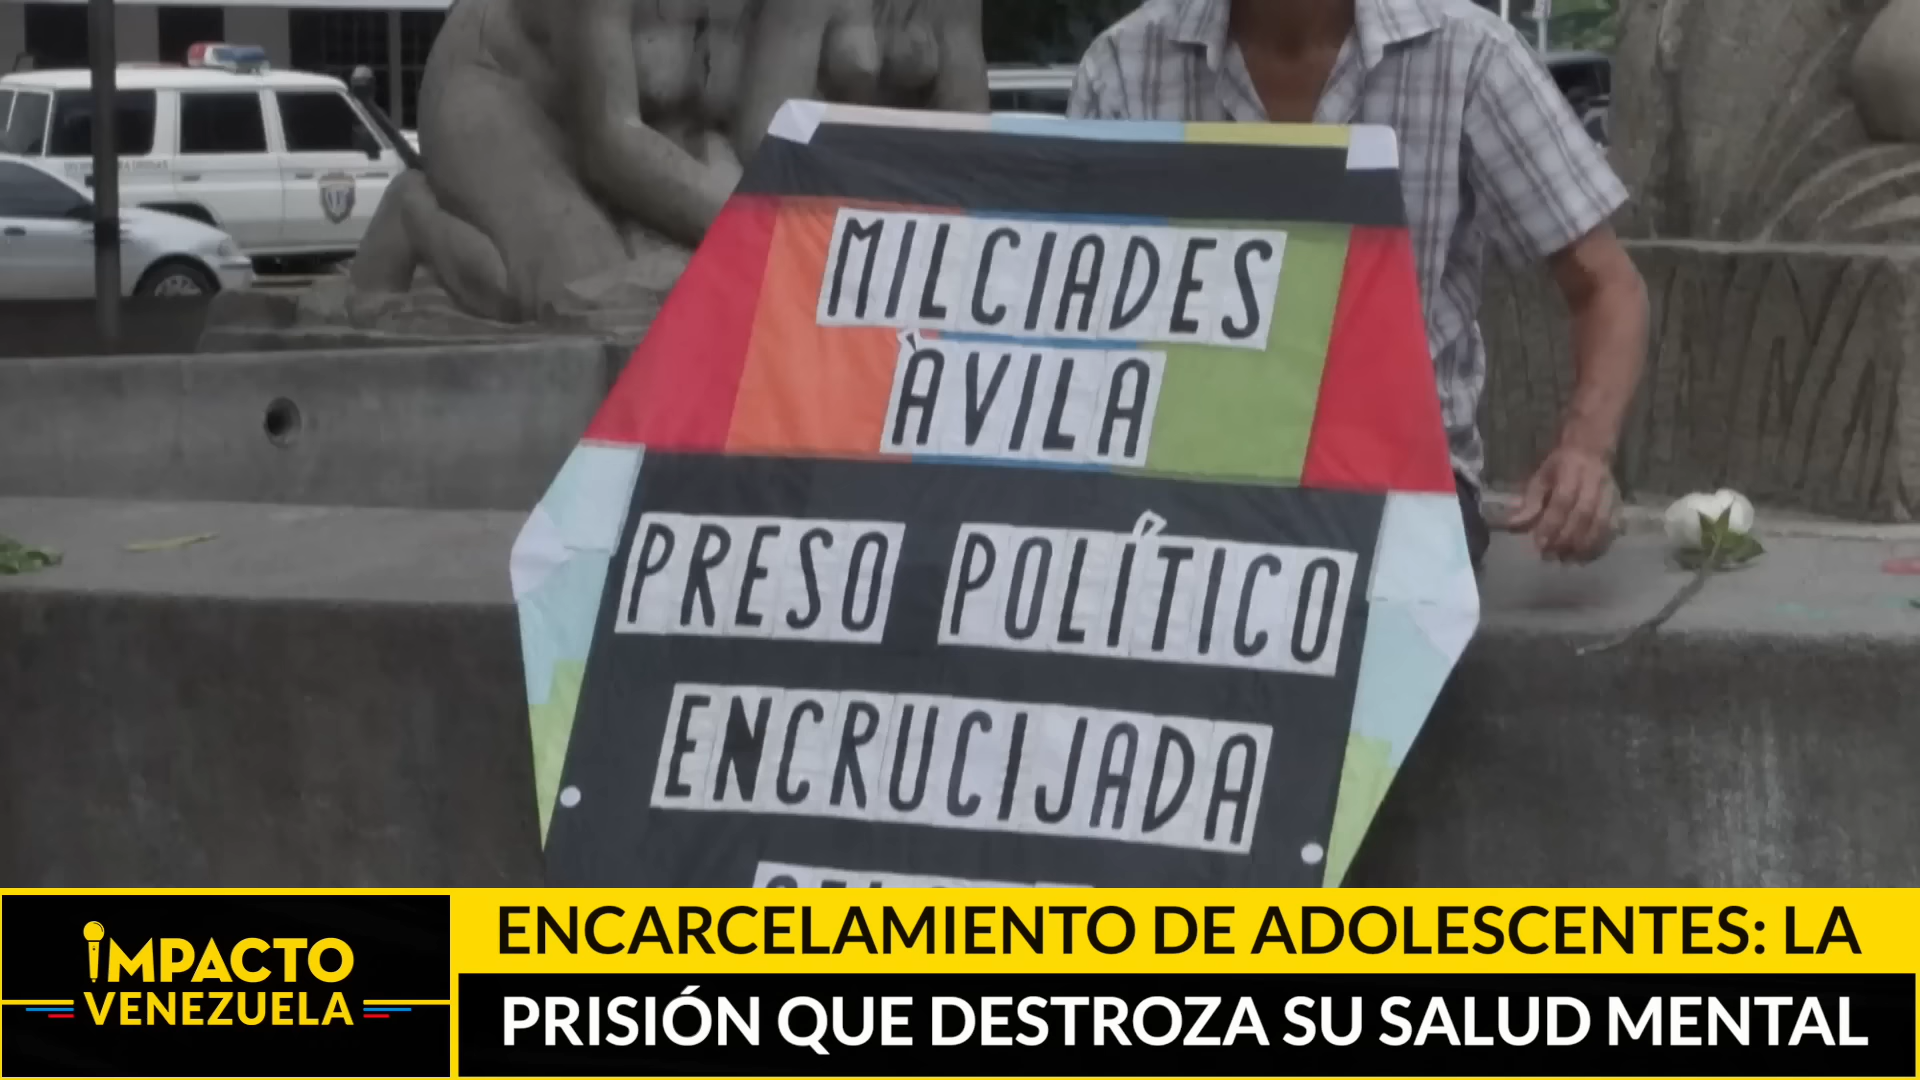 MILCIADES
ÀVILA
PRESO POLÍTICO
ENCRUCIJADA
IMPACTO
VENEZUELA
ENCARCELAMIENTO DE ADOLESCENTES: LA
PRISIÓN QUE DESTROZA SU SALUD MENTAL